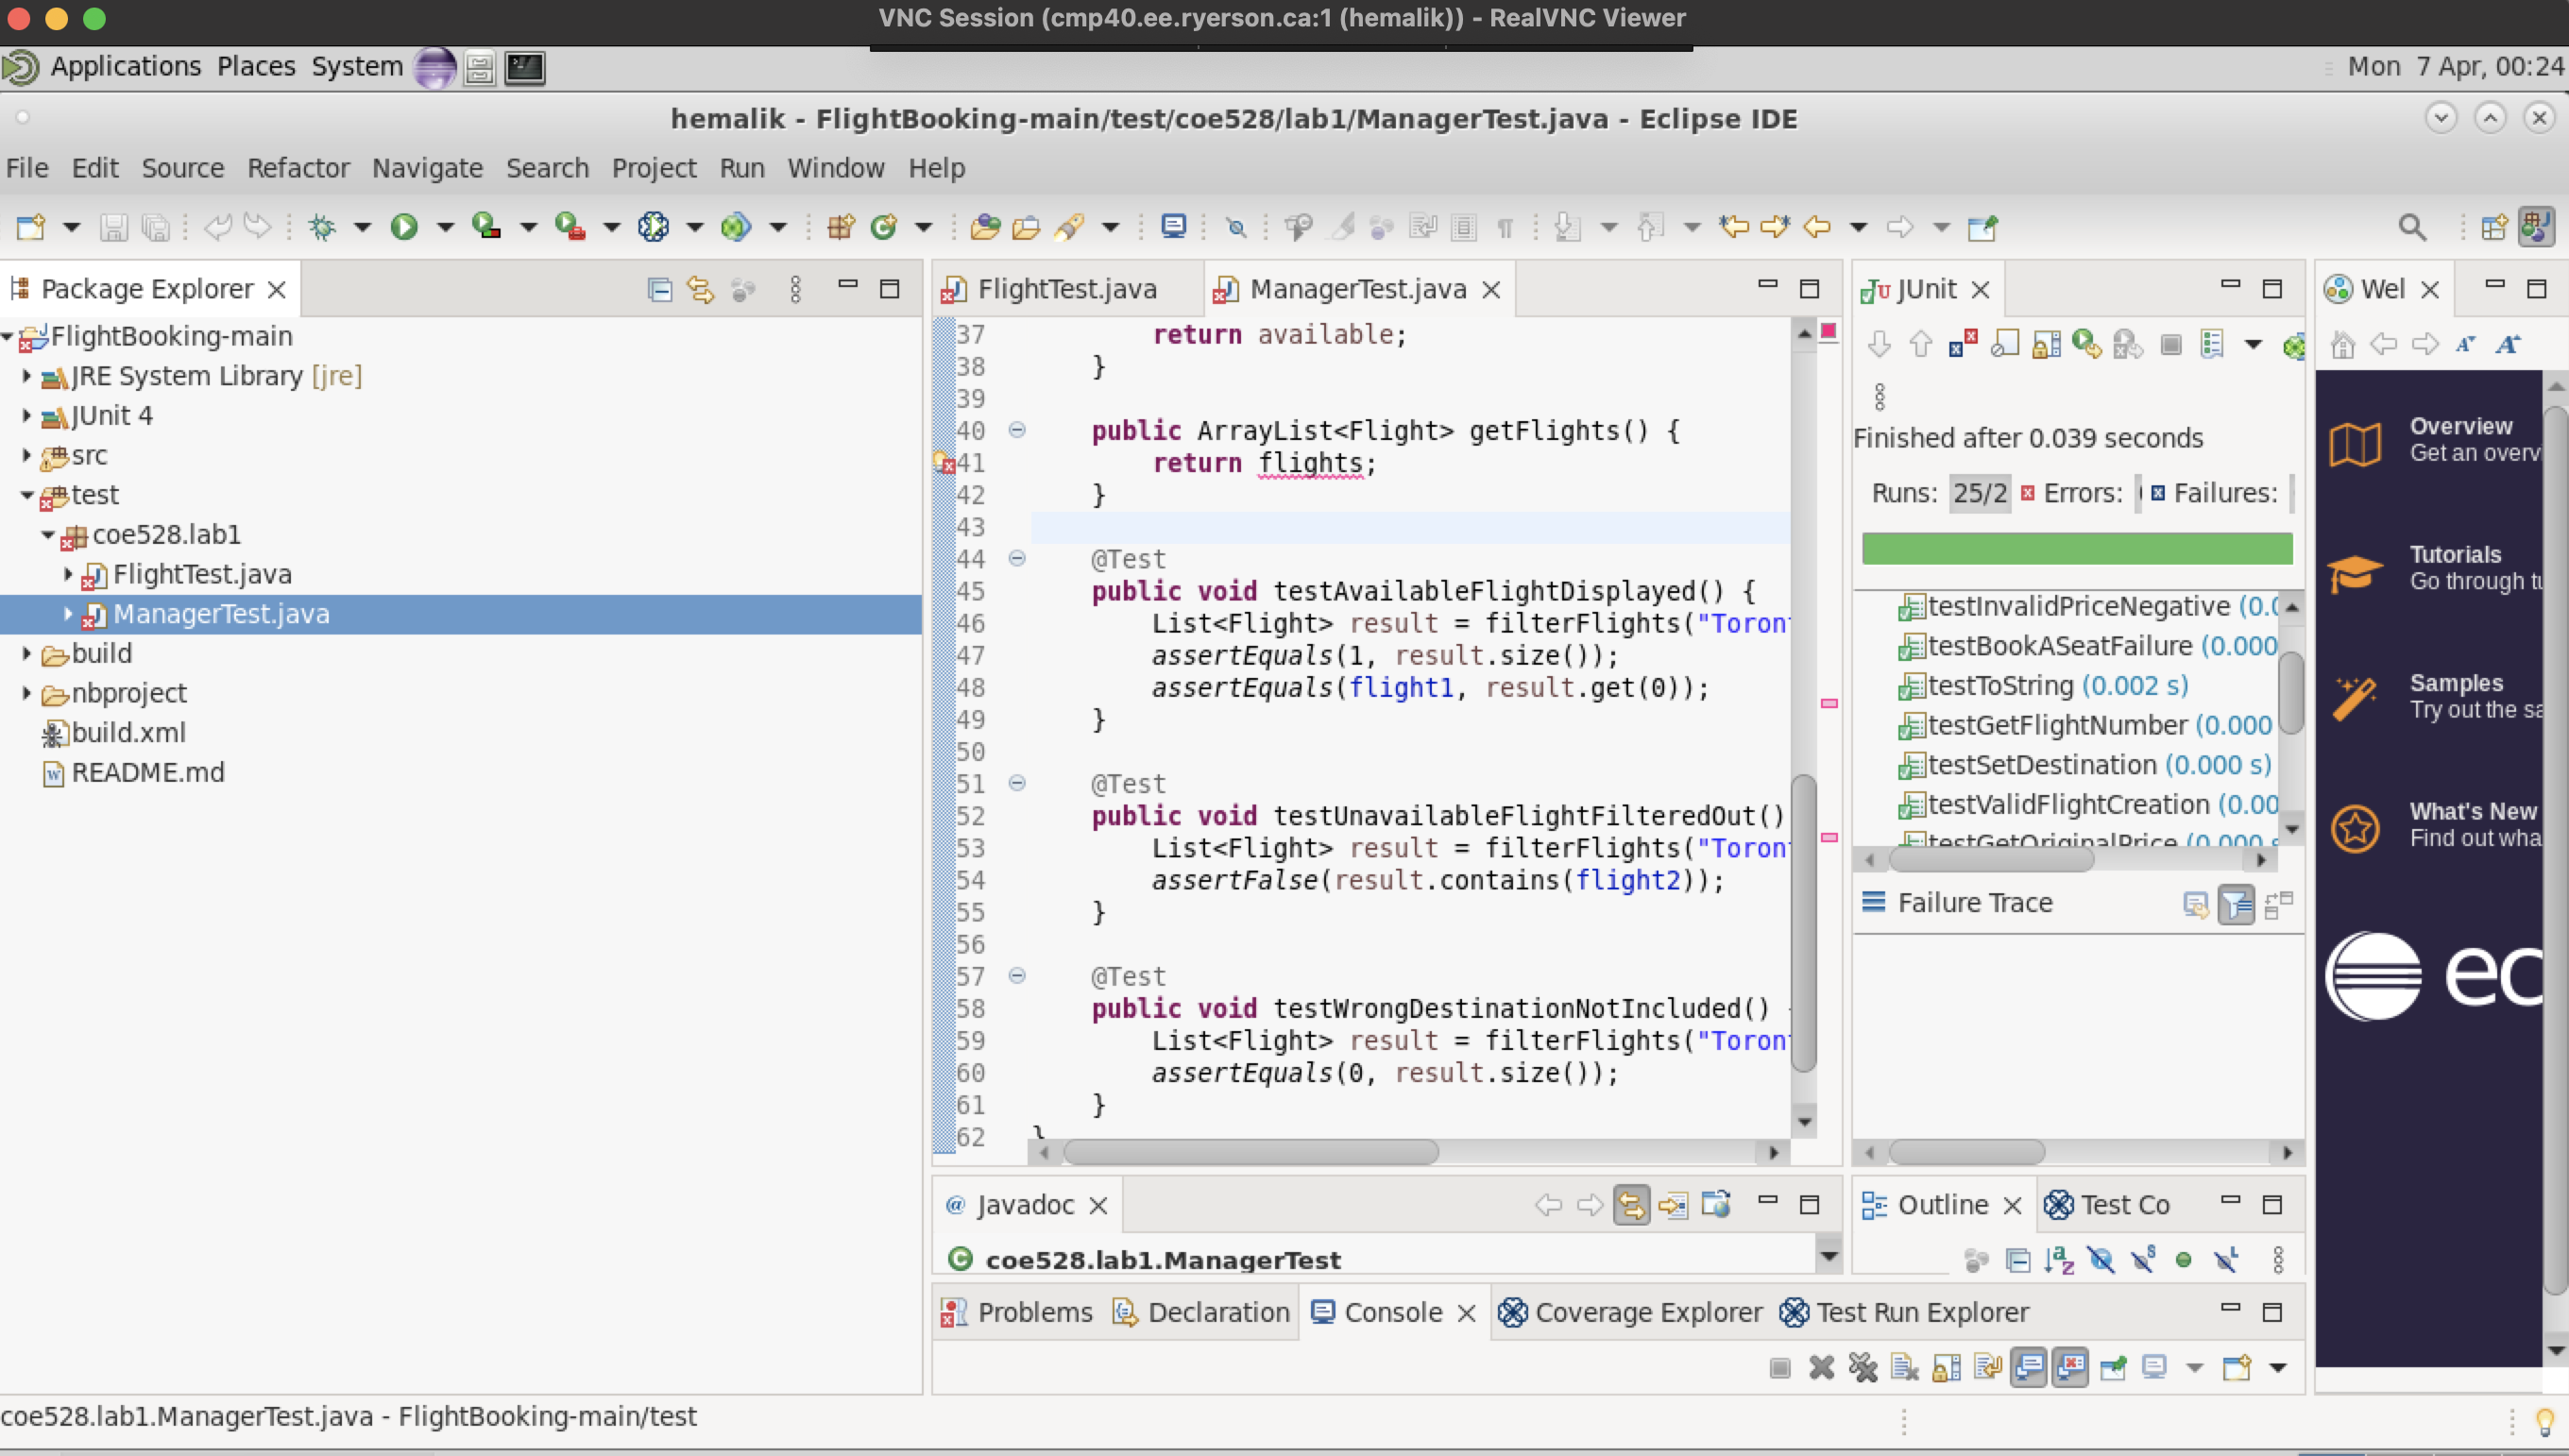 VNC Session (cmp40.ee.ryerson.ca:1 (hemalik)) - RealVNC Viewer
Applications Places System
Mon 7 Apr, 00:24
hemalik - FlightBooking-main/test/coe528/lab1/ManagerTest.java - Eclipse IDE
File Edit Source Refactor Navigate Search Project Run Window Help
Package Explorer
FlightBooking-main
JRE System Library [jre]
JUnit 4
src
test
coe528.lab1
FlightTest.java
ManagerTest.java
build
nbproject
build.xml
README.md
FlightTest.java
ManagerTest.java
37 return available;
38 }
39
40 public ArrayList<Flight> getFlights() {
41 return flights;
42 }
43
44 @Test
45 public void testAvailableFlightDisplayed() {
46 List<Flight> result = filterFlights("Toron
47 assertEquals(1, result.size());
48 assertEquals(flight1, result.get(0));
49 }
50
51 @Test
52 public void testUnavailableFlightFilteredOut()
53 List<Flight> result = filterFlights("Toron
54 assertFalse(result.contains(flight2));
55 }
56
57 @Test
58 public void testWrongDestinationNotIncluded()
59 List<Flight> result = filterFlights("Toron
60 assertEquals(0, result.size());
61 }
62
JUnit
Finished after 0.039 seconds
Runs: 25/2 Errors: Failures:
testInvalidPriceNegative (0.0
testBookASeatFailure (0.000
testToString (0.002 s)
testGetFlightNumber (0.000
testSetDestination (0.000 s)
testValidFlightCreation (0.00
testGetOriginalPrice (0.000 s
Failure Trace
Wel
Overview
Get an overv
Tutorials
Go through tu
Samples
Try out the sa
What's New
Find out wha
ec
@ Javadoc
coe528.lab1.ManagerTest
Outline
Test Co
Problems
Declaration
Console
Coverage Explorer
Test Run Explorer
coe528.lab1.ManagerTest.java - FlightBooking-main/test